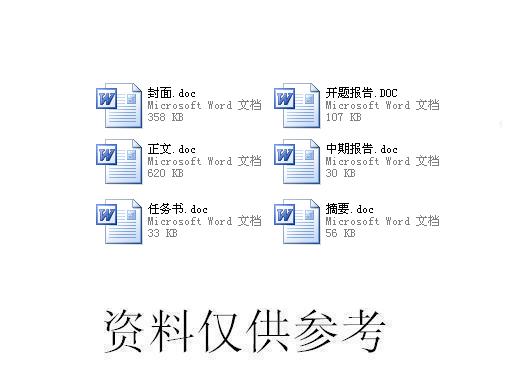 封面.doc
Microsoft Word 文档
358 KB
开题报告.DOC
Microsoft Word 文档
107 KB
正文.doc
Microsoft Word 文档
620 KB
中期报告.doc
Microsoft Word 文档
30 KB
任务书.doc
Microsoft Word 文档
33 KB
摘要.doc
Microsoft Word 文档
56 KB
资料仅供参考